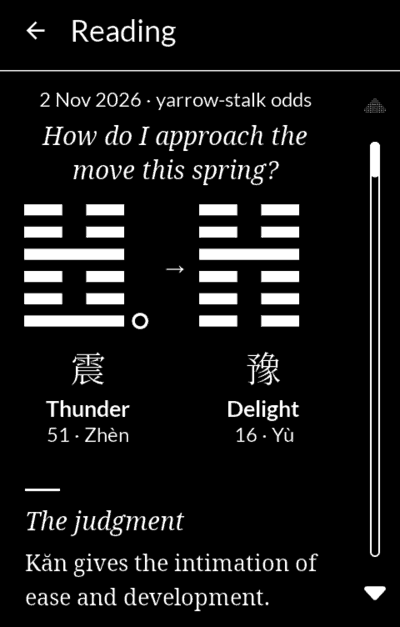 Reading
2 Nov 2026 · yarrow-stalk odds
How do I approach the
move this spring?
→
震 豫
Thunder Delight
51 · Zhèn 16 · Yù
The judgment
Kăn gives the intimation of
ease and development.